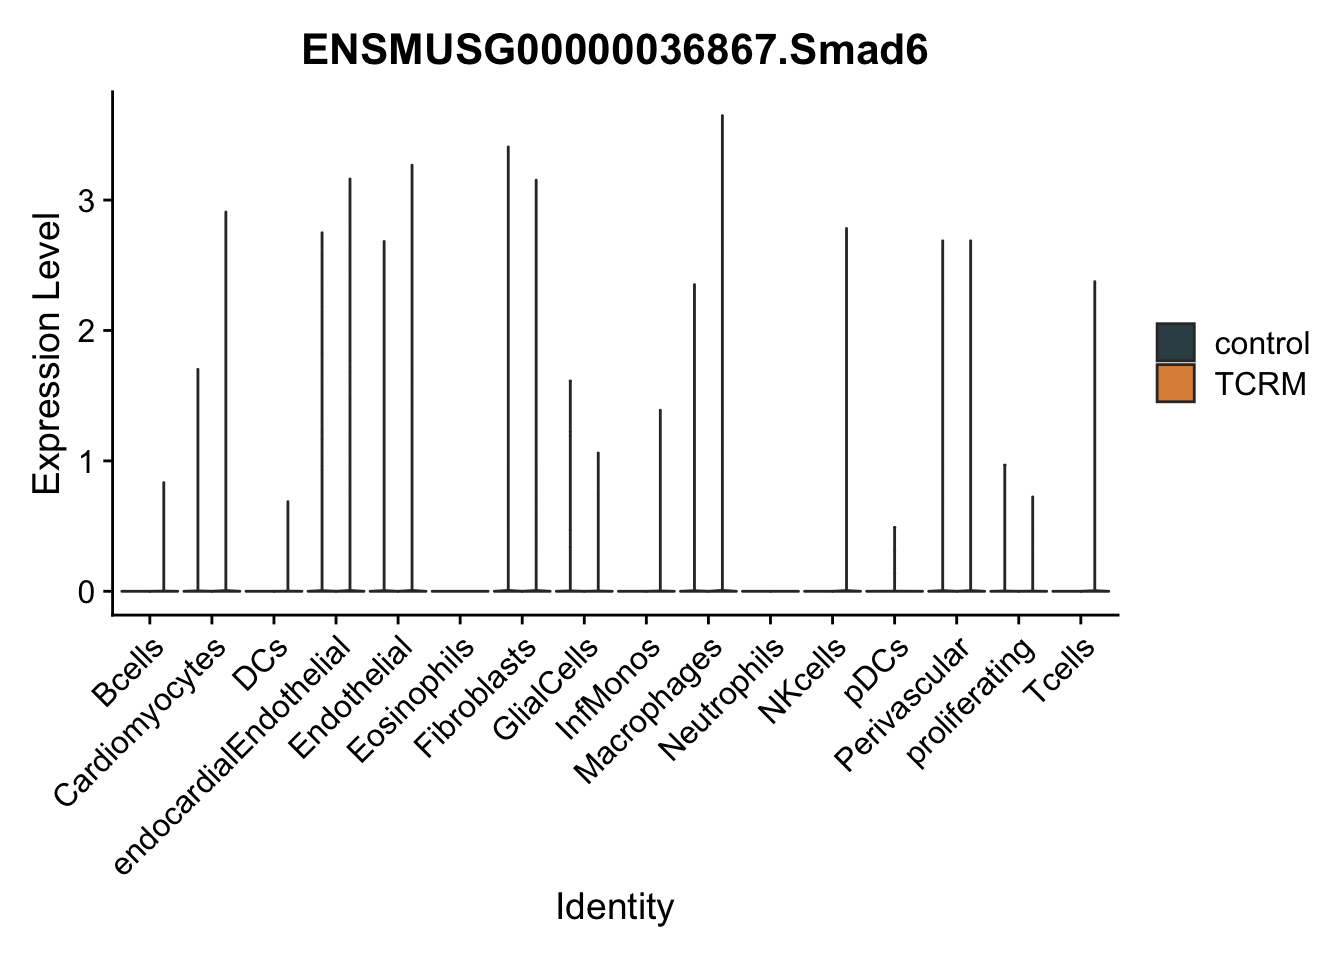 ENSMUSG00000036867.Smad6
Expression Level
3
2
1
0
Bcells
Cardiomyocytes
DCs
endocardialEndothelial
Endothelial
Eosinophils
Fibroblasts
GlialCells
InfMonos
Macrophages
Neutrophils
NKcells
pDCs
Perivascular
proliferating
Tcells
Identity
control
TCRM